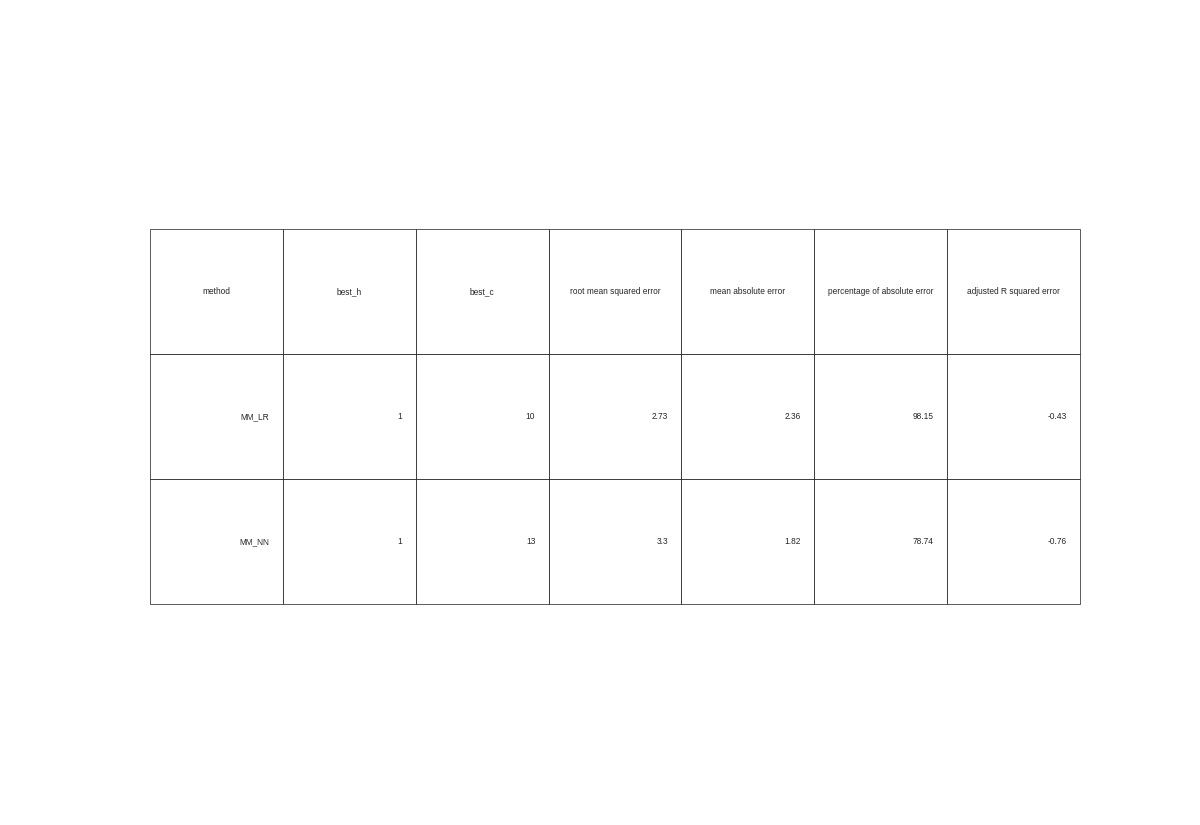 method best_h best_c root mean squared error mean absolute error percentage of absolute error adjusted R squared error
MM_LR 1 10 2.73 2.36 98.15 -0.43
MM_NN 1 13 3.3 1.82 78.74 -0.76